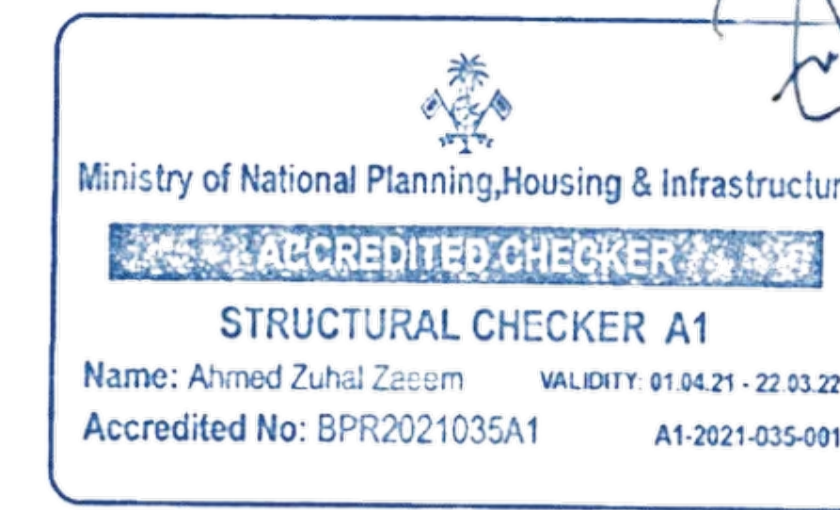 Ministry of National Planning,Housing & Infrastructur
ACCREDITED CHECKER
STRUCTURAL CHECKER A1
Name: Ahmed Zuhal Zaeem VALIDITY: 01.04.21 - 22.03.22
Accredited No: BPR2021035A1 A1-2021-035-001